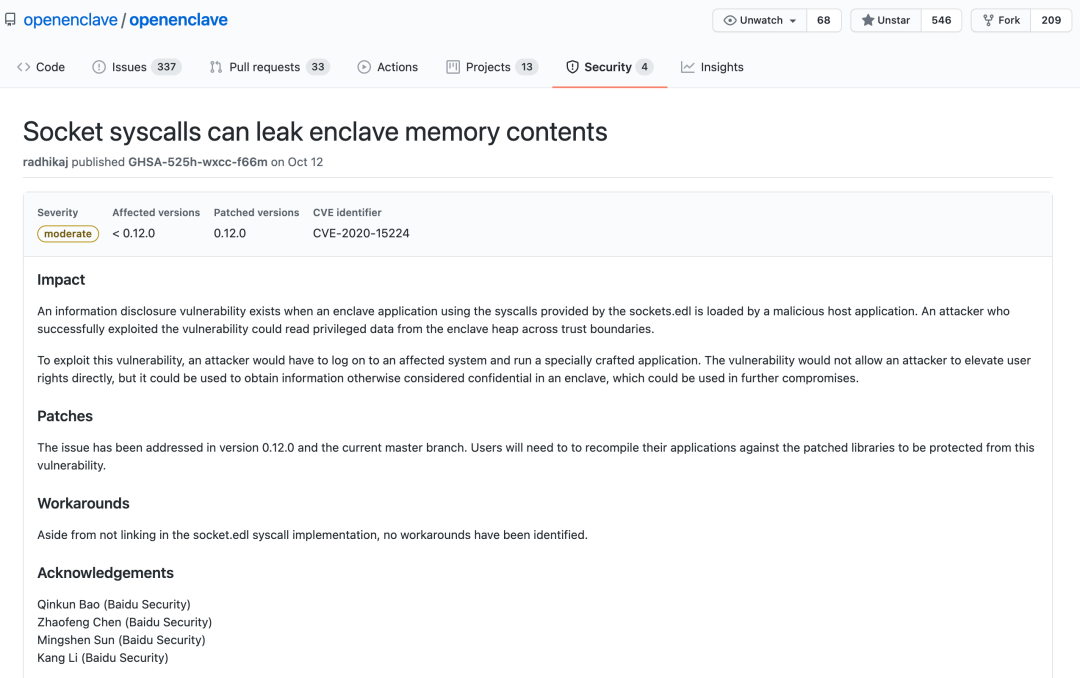 openenclave / openenclave Unwatch 68 Unstar 546 Fork 209
Code Issues 337 Pull requests 33 Actions Projects 13 Security 4 Insights
Socket syscalls can leak enclave memory contents
radhikaj published GHSA-525h-wxcc-f66m on Oct 12
Severity Affected versions Patched versions CVE identifier
moderate < 0.12.0 0.12.0 CVE-2020-15224
Impact
An information disclosure vulnerability exists when an enclave application using the syscalls provided by the sockets.edl is loaded by a malicious host application. An attacker who
successfully exploited the vulnerability could read privileged data from the enclave heap across trust boundaries.
To exploit this vulnerability, an attacker would have to log on to an affected system and run a specially crafted application. The vulnerability would not allow an attacker to elevate user
rights directly, but it could be used to obtain information otherwise considered confidential in an enclave, which could be used in further compromises.
Patches
The issue has been addressed in version 0.12.0 and the current master branch. Users will need to to recompile their applications against the patched libraries to be protected from this
vulnerability.
Workarounds
Aside from not linking in the socket.edl syscall implementation, no workarounds have been identified.
Acknowledgements
Qinkun Bao (Baidu Security)
Zhaofeng Chen (Baidu Security)
Mingshen Sun (Baidu Security)
Kang Li (Baidu Security)